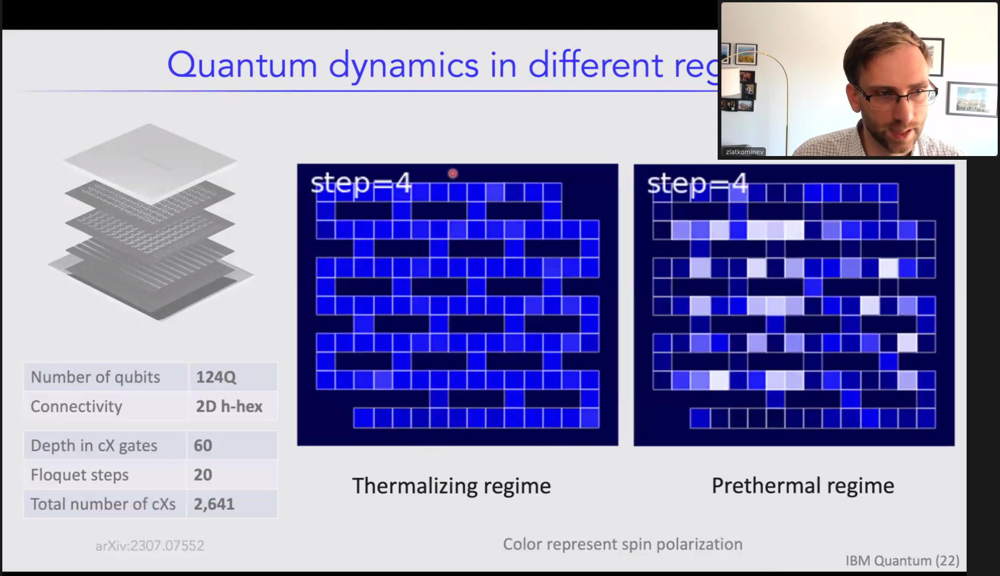 Quantum dynamics in different reg
zlatkominev
step=4
step=4
Number of qubits 124Q
Connectivity 2D h-hex
Depth in cX gates 60
Floquet steps 20
Total number of cXs 2,641
Thermalizing regime
Prethermal regime
arXiv:2307.07552
Color represent spin polarization
IBM Quantum (22)